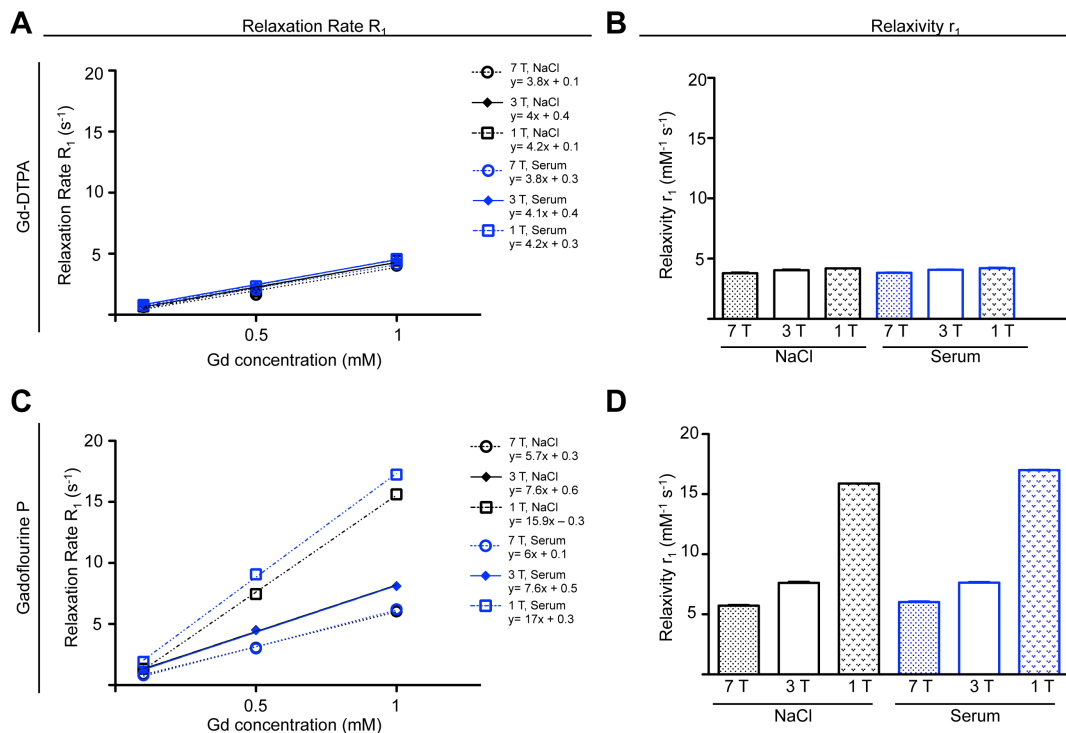 A
Relaxation Rate R₁
B
Relaxivity r₁
Gd-DTPA
Relaxation Rate R₁ (s⁻¹)
20
15
10
5
0.5
1
Gd concentration (mM)
7 T, NaCl
y= 3.8x + 0.1
3 T, NaCl
y= 4x + 0.4
1 T, NaCl
y= 4.2x + 0.1
7 T, Serum
y= 3.8x + 0.3
3 T, Serum
y= 4.1x + 0.4
1 T, Serum
y= 4.2x + 0.3
Relaxivity r₁ (mM⁻¹ s⁻¹)
20
15
10
5
7 T 3 T 1 T 7 T 3 T 1 T
NaCl Serum
C
D
Gadoflourine P
Relaxation Rate R₁ (s⁻¹)
20
15
10
5
0.5
1
Gd concentration (mM)
7 T, NaCl
y= 5.7x + 0.3
3 T, NaCl
y= 7.6x + 0.6
1 T, NaCl
y= 15.9x – 0.3
7 T, Serum
y= 6x + 0.1
3 T, Serum
y= 7.6x + 0.5
1 T, Serum
y= 17x + 0.3
Relaxivity r₁ (mM⁻¹ s⁻¹)
20
15
10
5
7 T 3 T 1 T 7 T 3 T 1 T
NaCl Serum